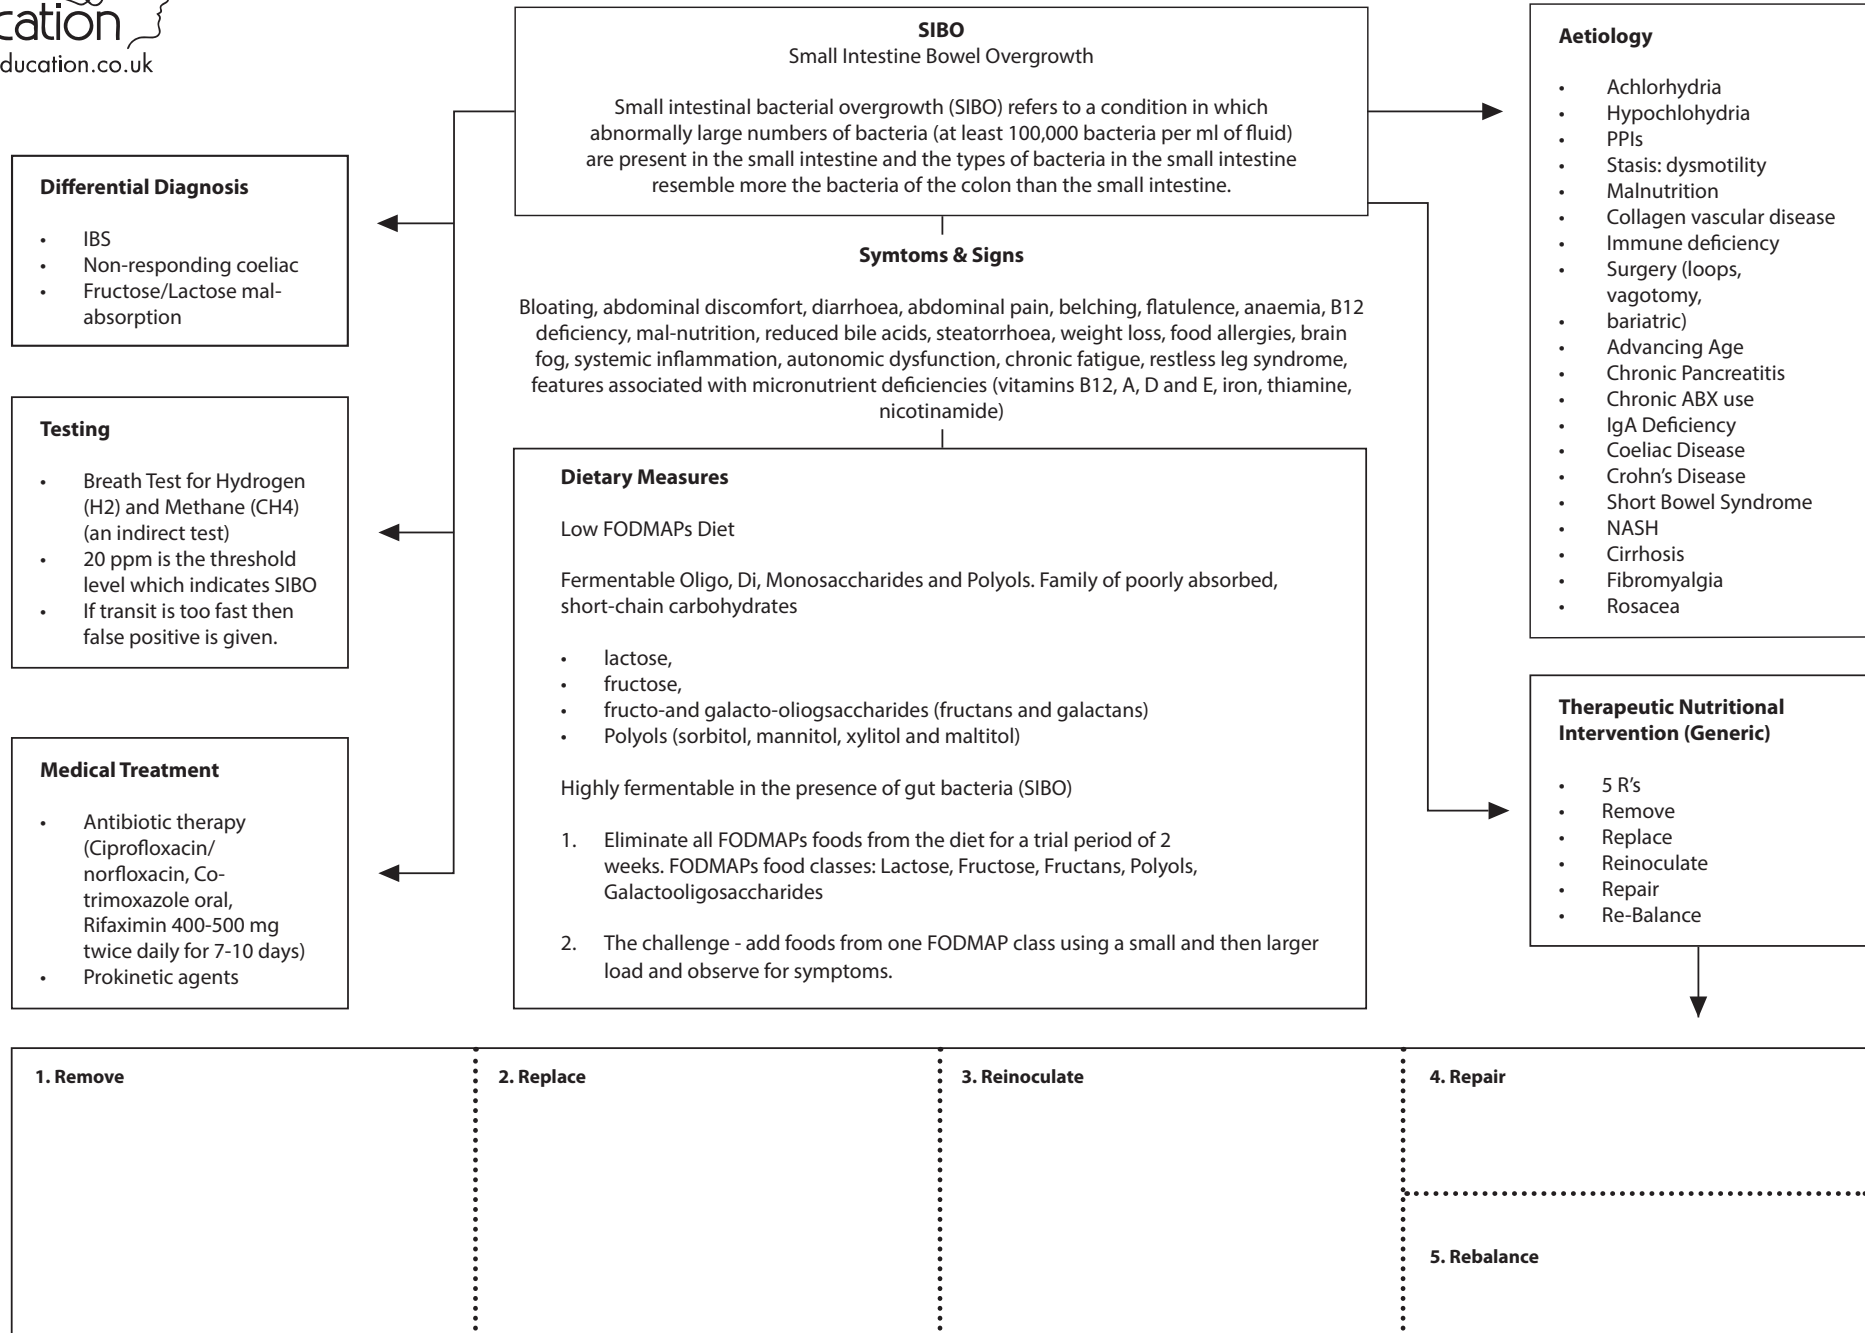 cation
ducation.co.uk
SIBO
Small Intestine Bowel Overgrowth
Small intestinal bacterial overgrowth (SIBO) refers to a condition in which
abnormally large numbers of bacteria (at least 100,000 bacteria per ml of fluid)
are present in the small intestine and the types of bacteria in the small intestine
resemble more the bacteria of the colon than the small intestine.
Differential Diagnosis
• IBS
• Non-responding coeliac
• Fructose/Lactose mal-
absorption
Testing
• Breath Test for Hydrogen
(H2) and Methane (CH4)
(an indirect test)
• 20 ppm is the threshold
level which indicates SIBO
• If transit is too fast then
false positive is given.
Medical Treatment
• Antibiotic therapy
(Ciprofloxacin/
norfloxacin, Co-
trimoxazole oral,
Rifaximin 400-500 mg
twice daily for 7-10 days)
• Prokinetic agents
Symtoms & Signs
Bloating, abdominal discomfort, diarrhoea, abdominal pain, belching, flatulence, anaemia, B12
deficiency, mal-nutrition, reduced bile acids, steatorrhoea, weight loss, food allergies, brain
fog, systemic inflammation, autonomic dysfunction, chronic fatigue, restless leg syndrome,
features associated with micronutrient deficiencies (vitamins B12, A, D and E, iron, thiamine,
nicotinamide)
Dietary Measures
Low FODMAPs Diet
Fermentable Oligo, Di, Monosaccharides and Polyols. Family of poorly absorbed,
short-chain carbohydrates
• lactose,
• fructose,
• fructo-and galacto-oliogsaccharides (fructans and galactans)
• Polyols (sorbitol, mannitol, xylitol and maltitol)
Highly fermentable in the presence of gut bacteria (SIBO)
1. Eliminate all FODMAPs foods from the diet for a trial period of 2
weeks. FODMAPs food classes: Lactose, Fructose, Fructans, Polyols,
Galactooligosaccharides
2. The challenge - add foods from one FODMAP class using a small and then larger
load and observe for symptoms.
Aetiology
• Achlorhydria
• Hypochlohydria
• PPIs
• Stasis: dysmotility
• Malnutrition
• Collagen vascular disease
• Immune deficiency
• Surgery (loops,
vagotomy,
• bariatric)
• Advancing Age
• Chronic Pancreatitis
• Chronic ABX use
• IgA Deficiency
• Coeliac Disease
• Crohn's Disease
• Short Bowel Syndrome
• NASH
• Cirrhosis
• Fibromyalgia
• Rosacea
Therapeutic Nutritional
Intervention (Generic)
• 5 R's
• Remove
• Replace
• Reinoculate
• Repair
• Re-Balance
1. Remove
2. Replace
3. Reinoculate
4. Repair
5. Rebalance